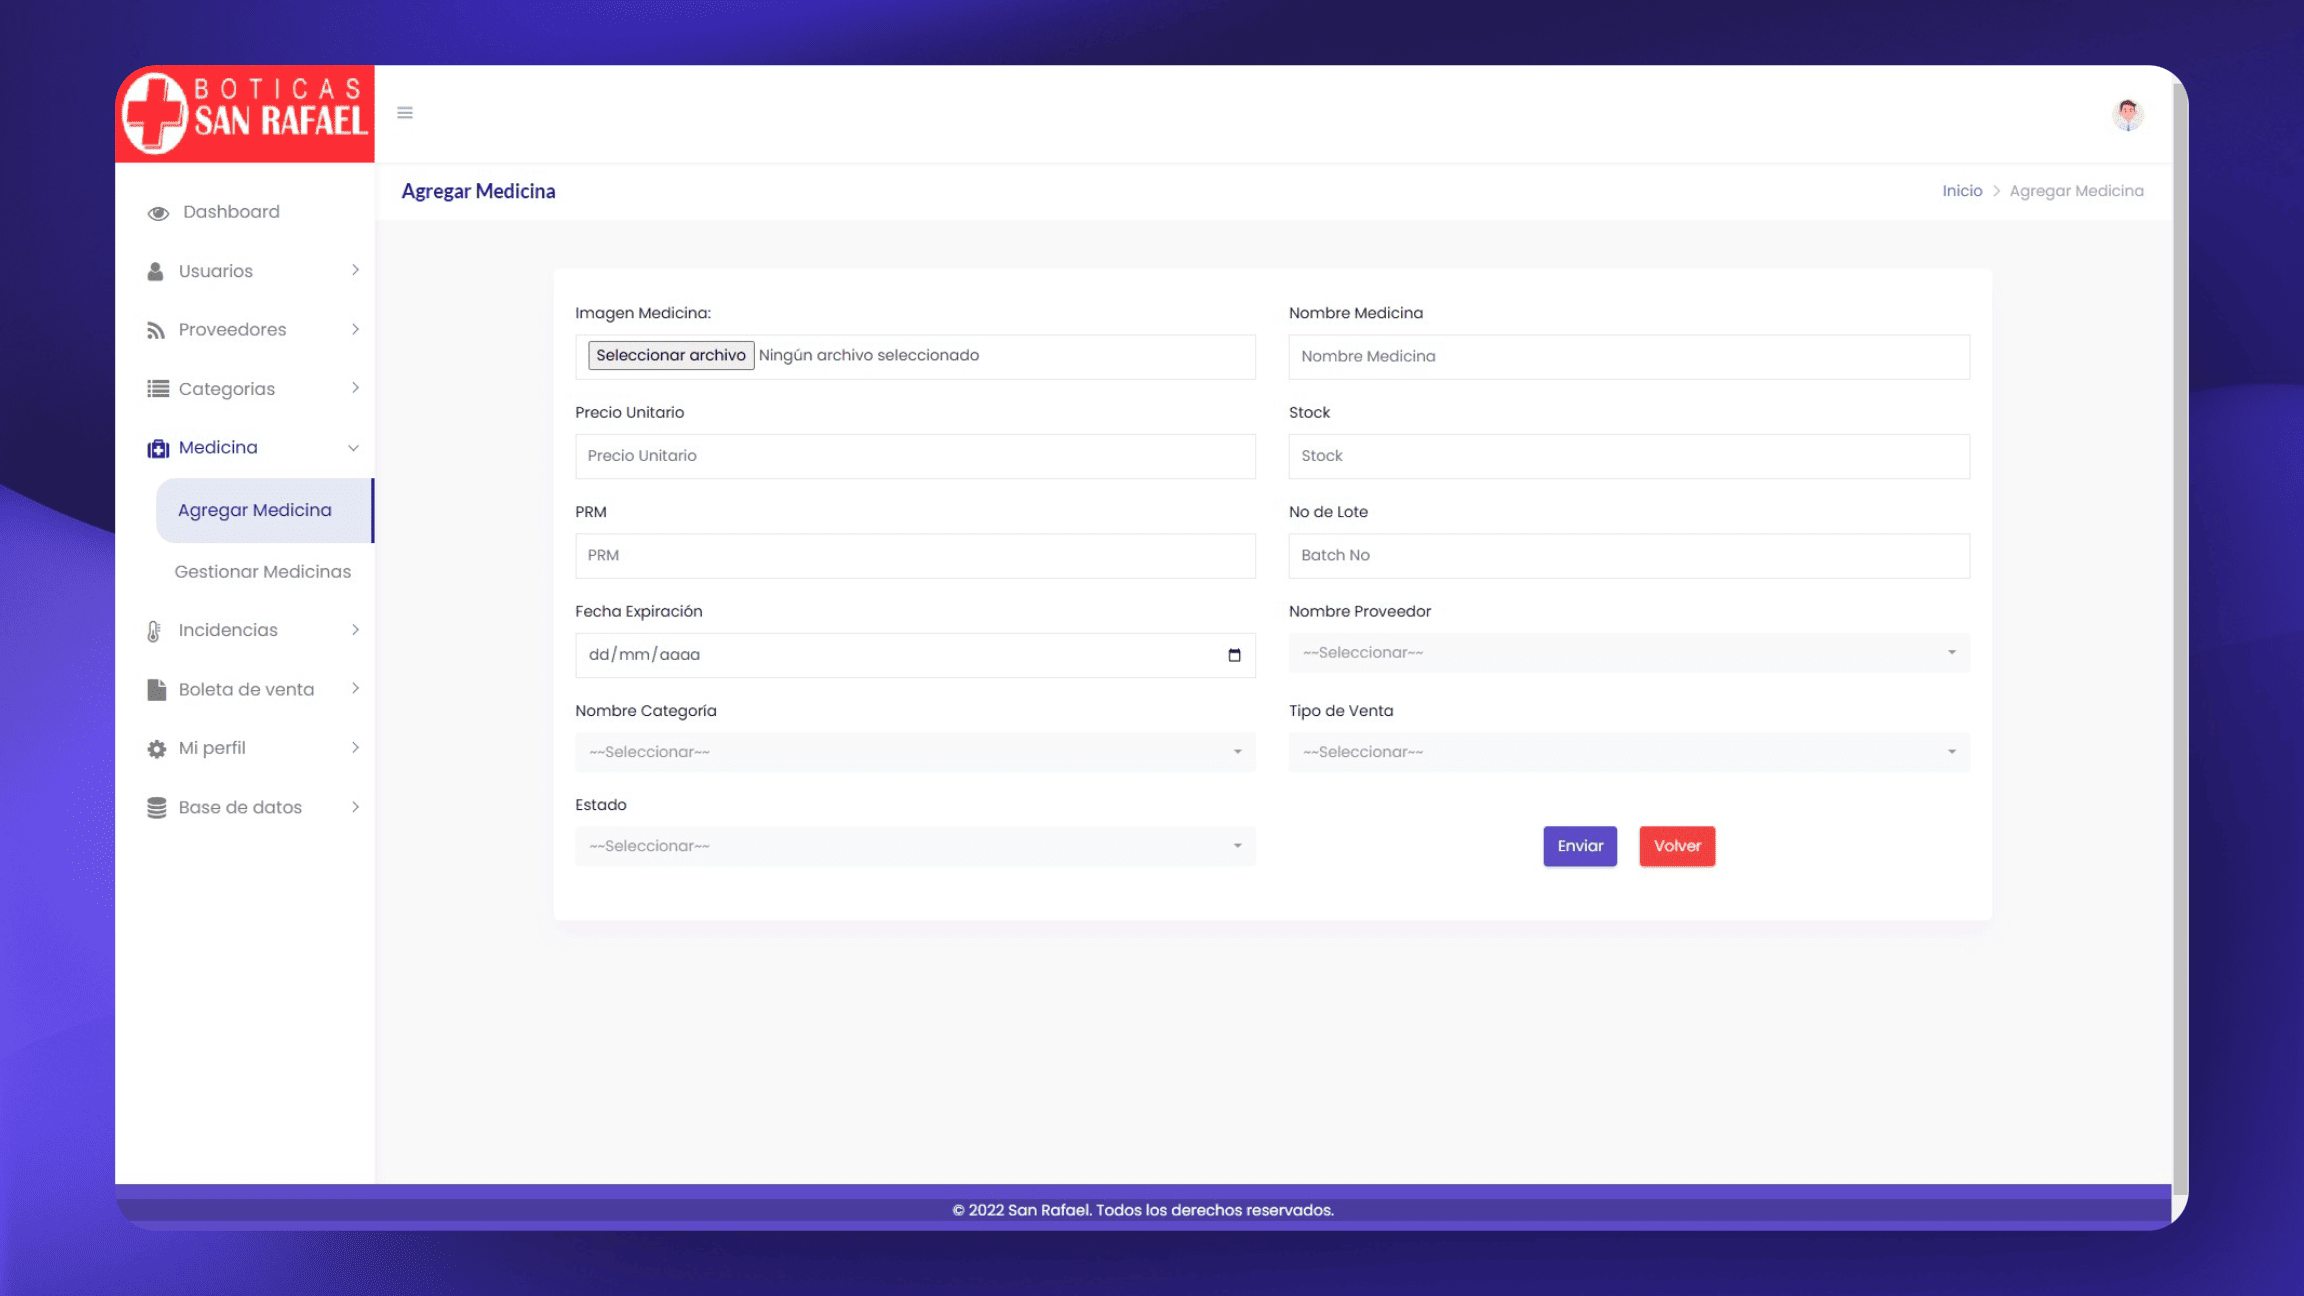 BOTICAS
SAN RAFAEL
Dashboard
Usuarios
Proveedores
Categorias
Medicina
Agregar Medicina
Gestionar Medicinas
Incidencias
Boleta de venta
Mi perfil
Base de datos
Agregar Medicina
Inicio > Agregar Medicina
Imagen Medicina:
Seleccionar archivo Ningún archivo seleccionado
Nombre Medicina
Nombre Medicina
Precio Unitario
Precio Unitario
Stock
Stock
PRM
PRM
No de Lote
Batch No
Fecha Expiración
dd/mm/aaaa
Nombre Proveedor
~~Seleccionar~~
Nombre Categoría
~~Seleccionar~~
Tipo de Venta
~~Seleccionar~~
Estado
~~Seleccionar~~
Enviar
Volver
© 2022 San Rafael. Todos los derechos reservados.